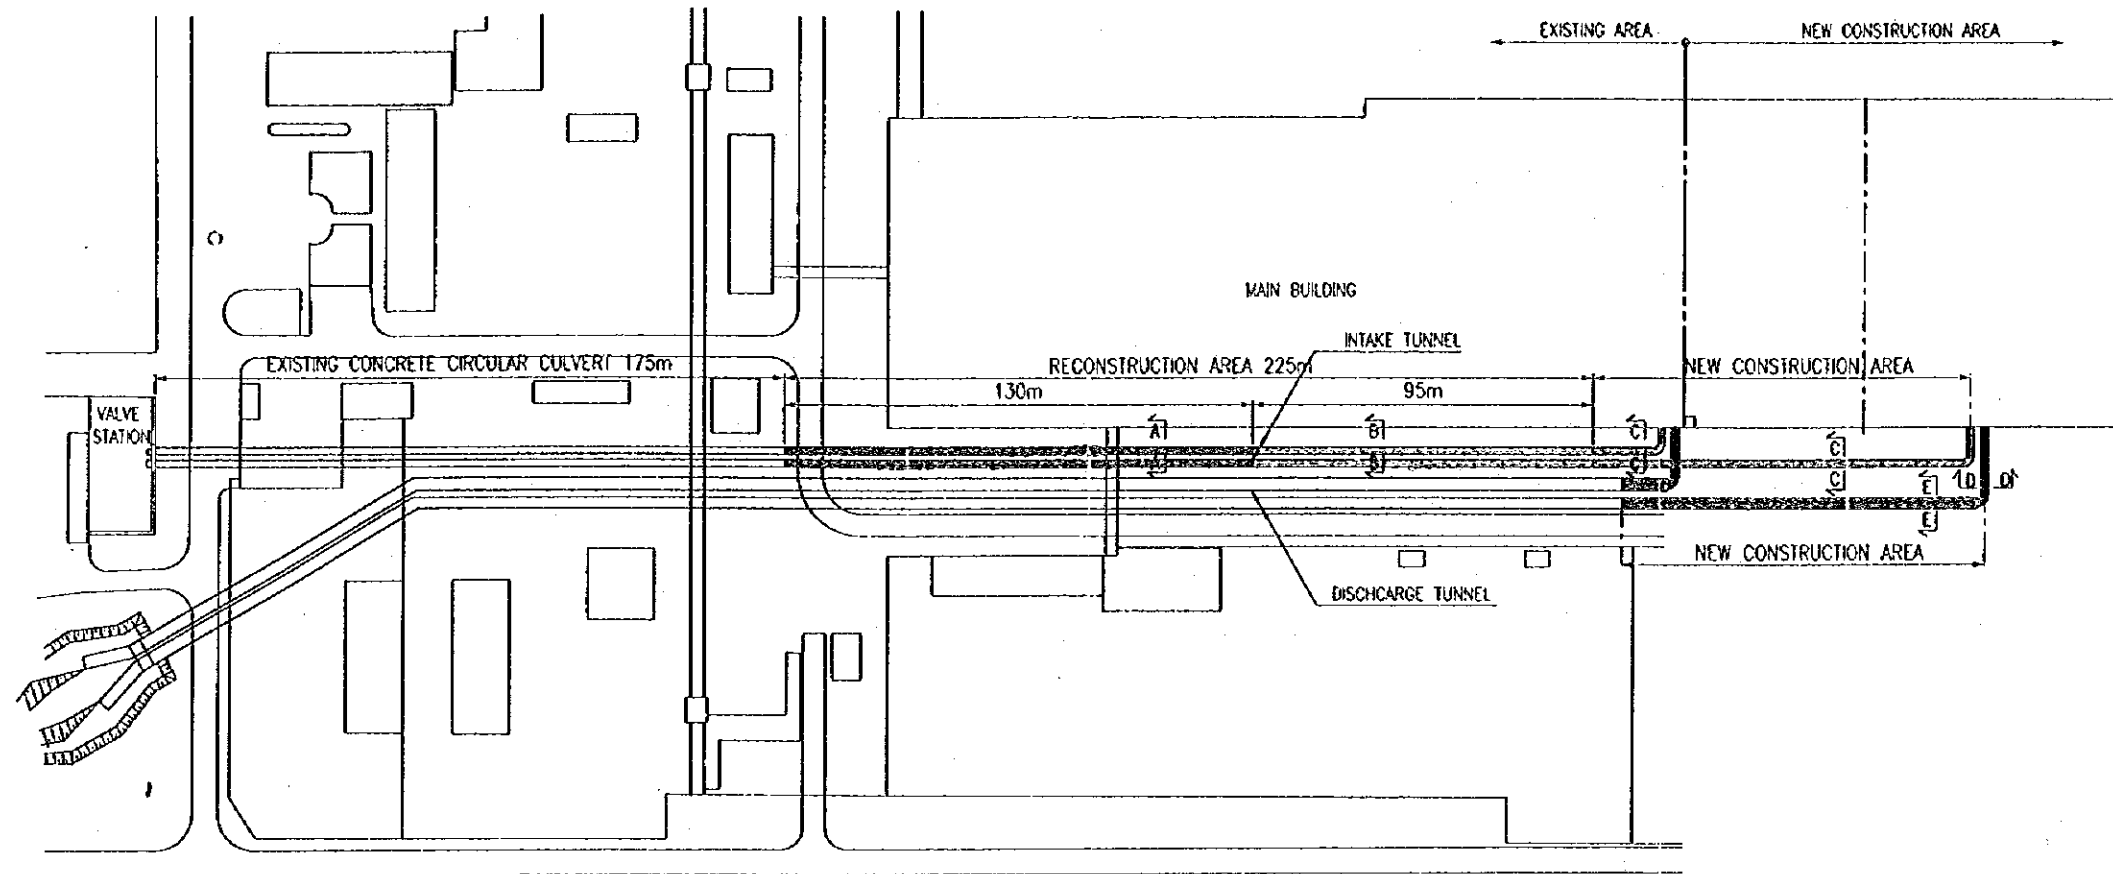 EXISTING AREA
NEW CONSTRUCTION AREA
MAIN BUILDING
INTAKE TUNNEL
EXISTING CONCRETE CIRCULAR CULVERT 175m
RECONSTRUCTION AREA 225m
NEW CONSTRUCTION AREA
130m
95m
VALVE
STATION
A
B
C
C
A
B
C
C
E
D
D
E
NEW CONSTRUCTION AREA
DISCHCARGE TUNNEL